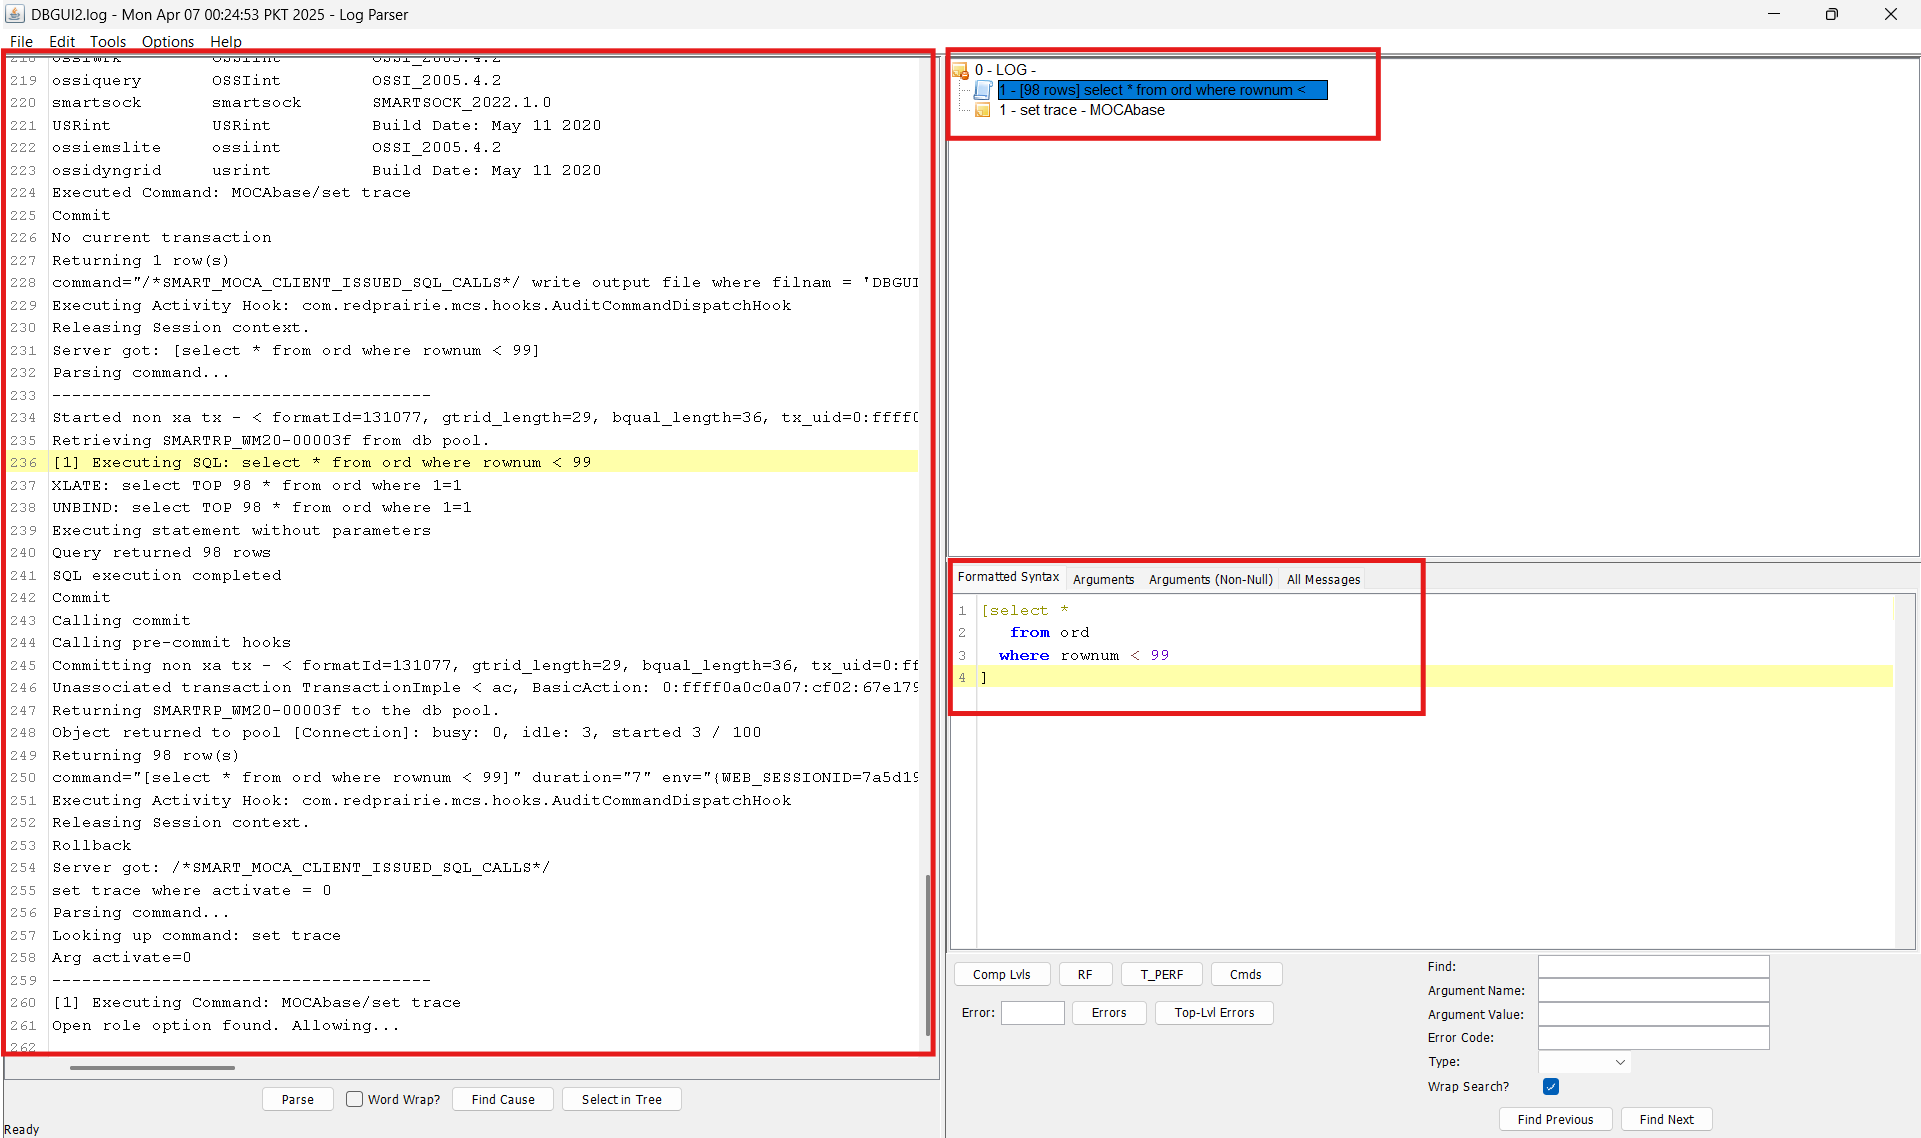 DBGUI2.log - Mon Apr 07 00:24:53 PKT 2025 - Log Parser
File Edit Tools Options Help
218 ossiwrk OSSIint OSSI_2005.4.2
219 ossiquery OSSIint OSSI_2005.4.2
220 smartsock smartsock SMARTSOCK_2022.1.0
221 USRint USRint Build Date: May 11 2020
222 ossiemslite ossiint OSSI_2005.4.2
223 ossidyngrid usrint Build Date: May 11 2020
224 Executed Command: MOCAbase/set trace
225 Commit
226 No current transaction
227 Returning 1 row(s)
228 command="/*SMART_MOCA_CLIENT_ISSUED_SQL_CALLS*/ write output file where filnam = 'DBGUI
229 Executing Activity Hook: com.redprairie.mcs.hooks.AuditCommandDispatchHook
230 Releasing Session context.
231 Server got: [select * from ord where rownum < 99]
232 Parsing command...
233 --------------------------------------
234 Started non xa tx - < formatId=131077, gtrid_length=29, bqual_length=36, tx_uid=0:ffff0
235 Retrieving SMARTRP_WM20-00003f from db pool.
236 [1] Executing SQL: select * from ord where rownum < 99
237 XLATE: select TOP 98 * from ord where 1=1
238 UNBIND: select TOP 98 * from ord where 1=1
239 Executing statement without parameters
240 Query returned 98 rows
241 SQL execution completed
242 Commit
243 Calling commit
244 Calling pre-commit hooks
245 Committing non xa tx - < formatId=131077, gtrid_length=29, bqual_length=36, tx_uid=0:ff
246 Unassociated transaction TransactionImple < ac, BasicAction: 0:ffff0a0c0a07:cf02:67e179
247 Returning SMARTRP_WM20-00003f to the db pool.
248 Object returned to pool [Connection]: busy: 0, idle: 3, started 3 / 100
249 Returning 98 row(s)
250 command="[select * from ord where rownum < 99]" duration="7" env="{WEB_SESSIONID=7a5d19
251 Executing Activity Hook: com.redprairie.mcs.hooks.AuditCommandDispatchHook
252 Releasing Session context.
253 Rollback
254 Server got: /*SMART_MOCA_CLIENT_ISSUED_SQL_CALLS*/
255 set trace where activate = 0
256 Parsing command...
257 Looking up command: set trace
258 Arg activate=0
259 --------------------------------------
260 [1] Executing Command: MOCAbase/set trace
261 Open role option found. Allowing...
262
Parse Word Wrap? Find Cause Select in Tree
Ready
0 - LOG -
1 - [98 rows] select * from ord where rownum <
1 - set trace - MOCAbase
Formatted Syntax Arguments Arguments (Non-Null) All Messages
1 [select *
2 from ord
3 where rownum < 99
4 ]
Comp Lvls RF T_PERF Cmds
Error: Errors Top-Lvl Errors
Find:
Argument Name:
Argument Value:
Error Code:
Type:
Wrap Search?
Find Previous Find Next